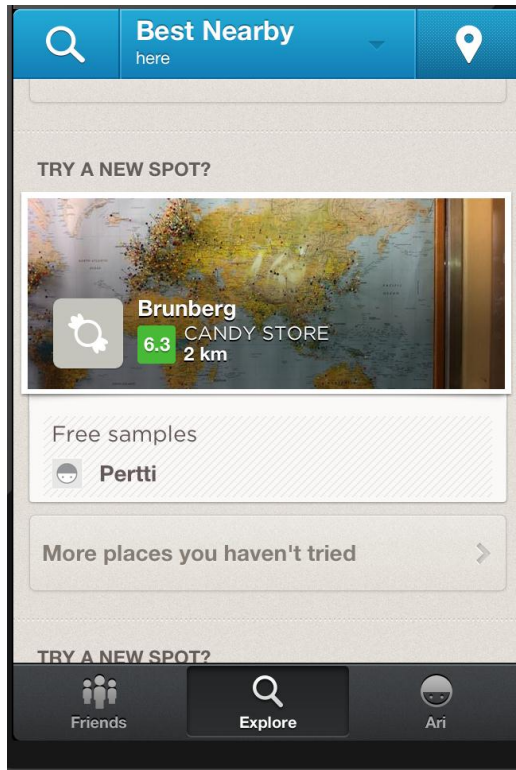 Best Nearby
here
TRY A NEW SPOT?
Brunberg
6.3 CANDY STORE
2 km
Free samples
Pertti
More places you haven't tried
TRY A NEW SPOT?
Friends Explore Ari